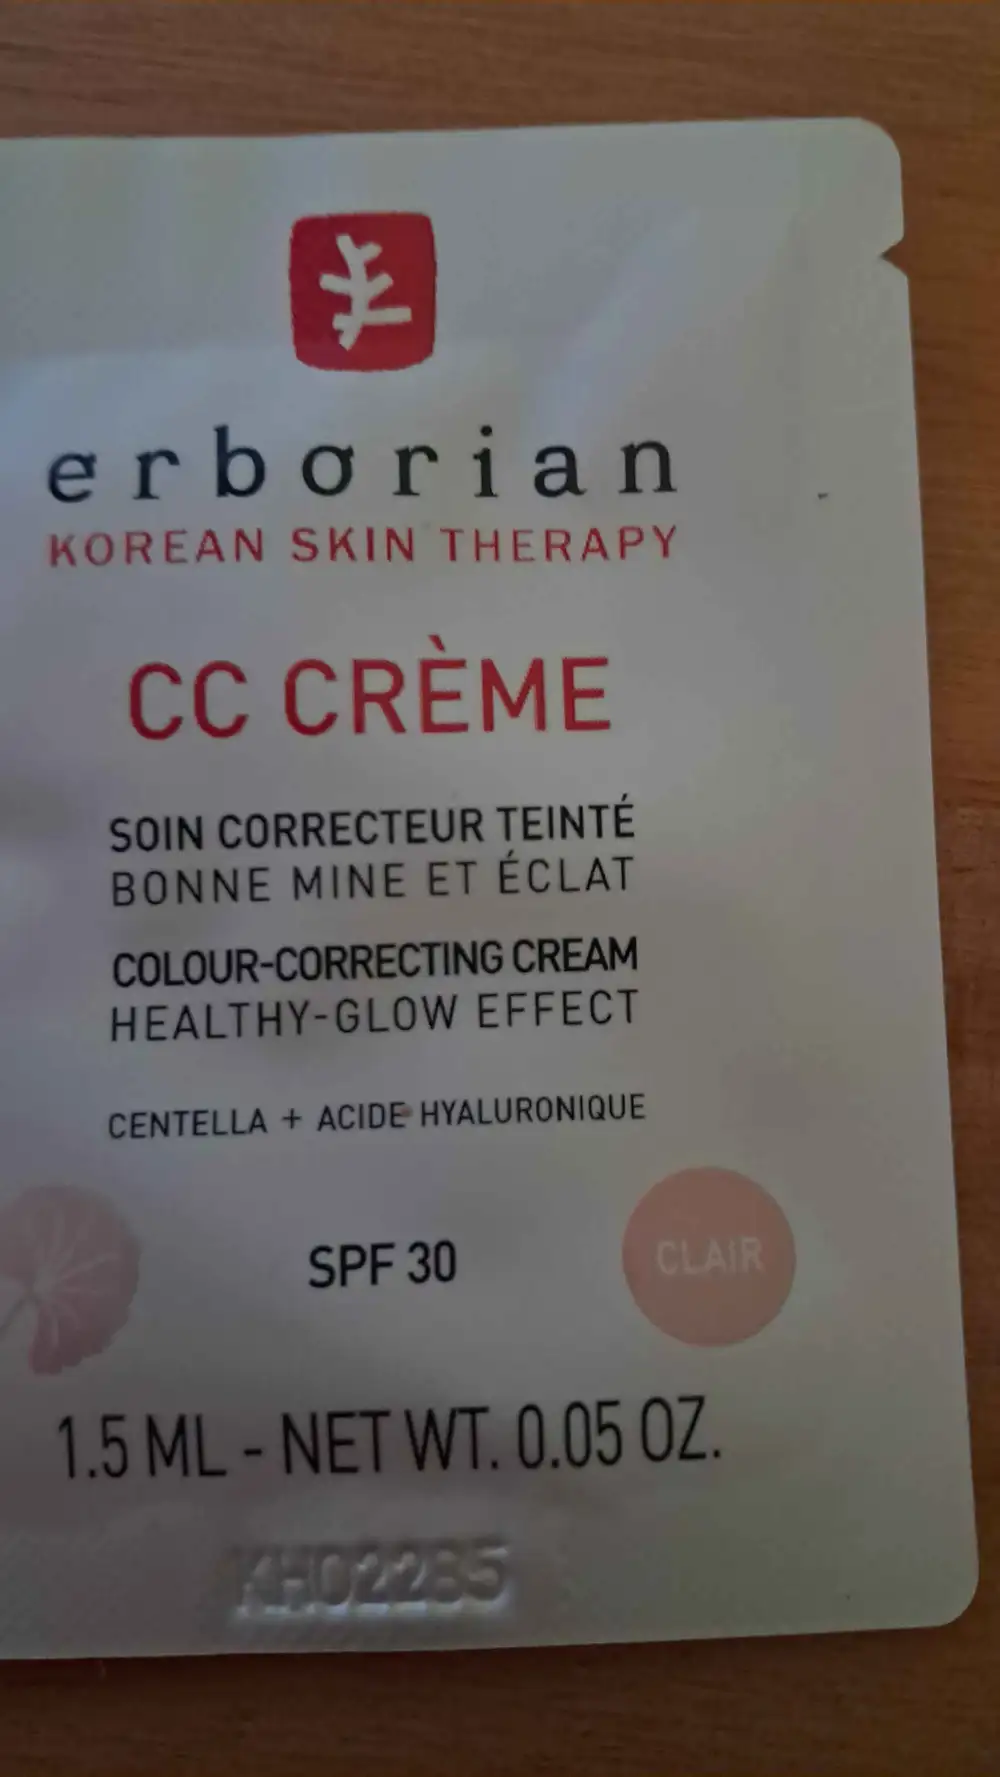 erborian
KOREAN SKIN THERAPY
CC CRÈME
SOIN CORRECTEUR TEINTÉ
BONNE MINE ET ÉCLAT
COLOUR-CORRECTING CREAM
HEALTHY-GLOW EFFECT
CENTELLA + ACIDE HYALURONIQUE
SPF 30
CLAIR
1.5 ML - NET WT. 0.05 OZ.
KH02285